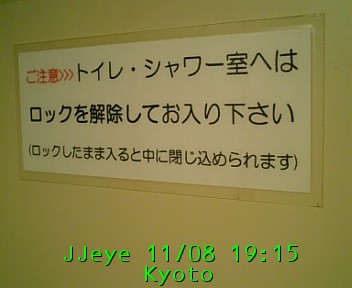 ご注意>>>トイレ・シャワー室へは
ロックを解除してお入り下さい
(ロックしたまま入ると中に閉じ込められます)
JJeye 11/08 19:15
Kyoto